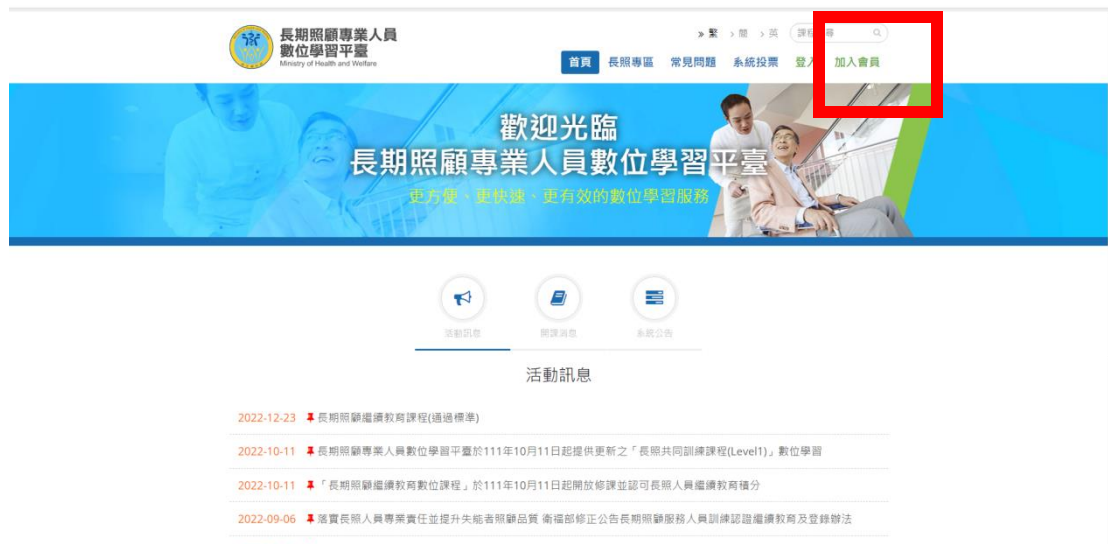 長期照顧專業人員
數位學習平臺
Ministry of Health and Welfare
» 繁 › 簡 › 英
首頁 長照專區 常見問題 系統投票 登入 加入會員
歡迎光臨
長期照顧專業人員數位學習平臺
更方便、更快速、更有效的數位學習服務
活動訊息 開課消息 系統公告
活動訊息
2022-12-23 長期照顧繼續教育課程(通過標準)
2022-10-11 長期照顧專業人員數位學習平臺於111年10月11日起提供更新之「長照共同訓練課程(Level1)」數位學習
2022-10-11 「長期照顧繼續教育數位課程」於111年10月11日起開放修課並認可長照人員繼續教育積分
2022-09-06 落實長照人員專業責任並提升失能者照顧品質 衛福部修正公告長期照顧服務人員訓練認證繼續教育及登錄辦法